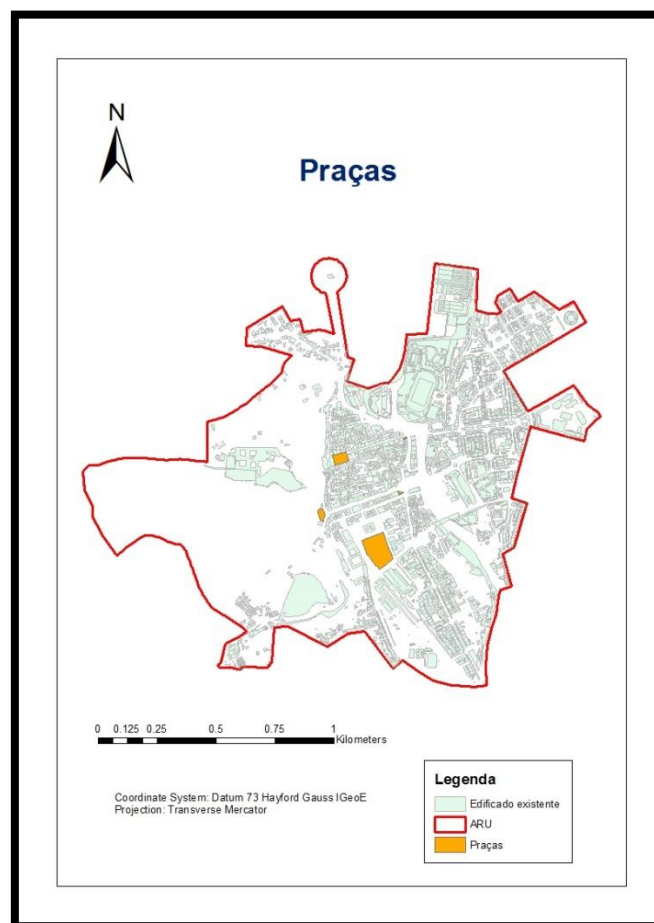 N
Praças
0 0.125 0.25 0.5 0.75 1
Kilometers
Coordinate System: Datum 73 Hayford Gauss IGeoE
Projection: Transverse Mercator
Legenda
Edificado existente
ARU
Praças